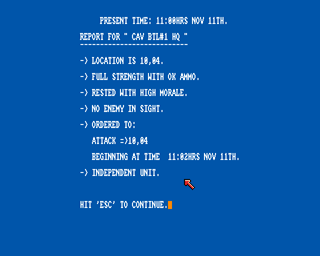 PRESENT TIME: 11:00HRS NOV 11TH.
REPORT FOR " CAV BTL#1 HQ "
---------------------------
-) LOCATION IS 10,04.
-) FULL STRENGTH WITH OK AMMO.
-) RESTED WITH HIGH MORALE.
-) NO ENEMY IN SIGHT.
-) ORDERED TO:
ATTACK =)10,04
BEGINNING AT TIME 11:02HRS NOV 11TH.
-) INDEPENDENT UNIT.
HIT 'ESC' TO CONTINUE.